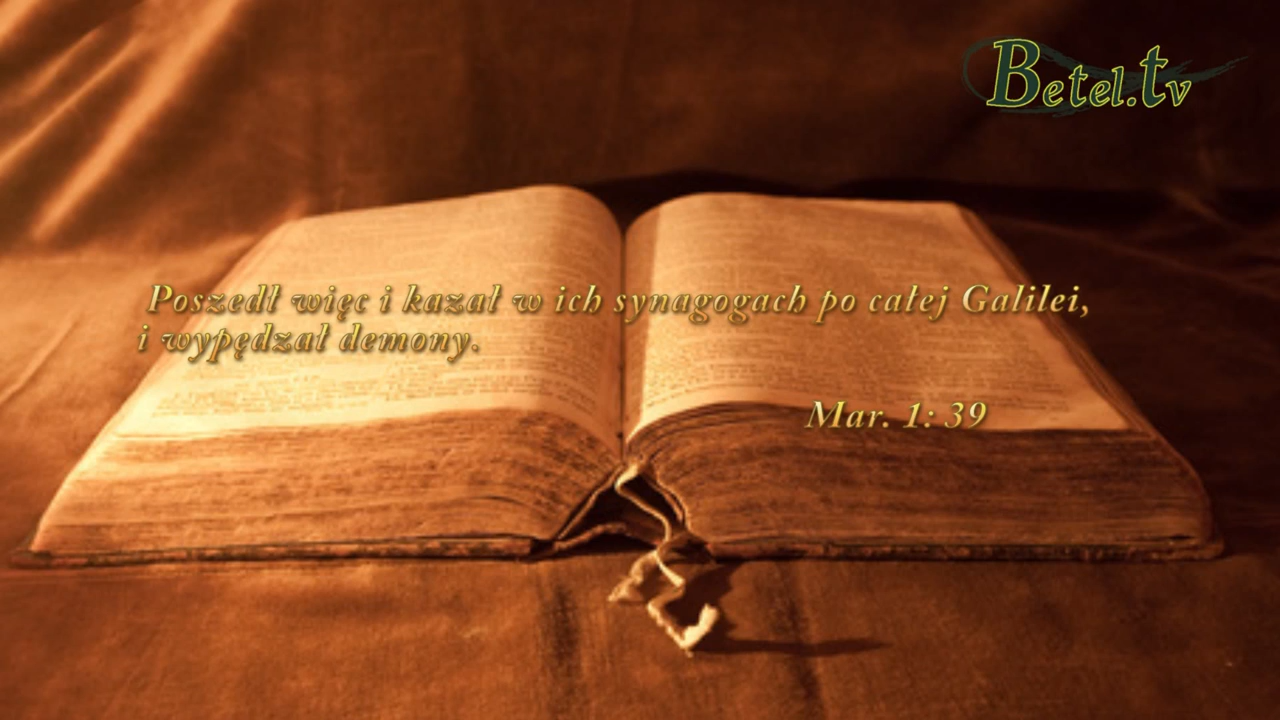 Betel.tv
Poszedł więc i kazał w ich synagogach po całej Galilei,
i wypędzał demony.
Mar. 1: 39